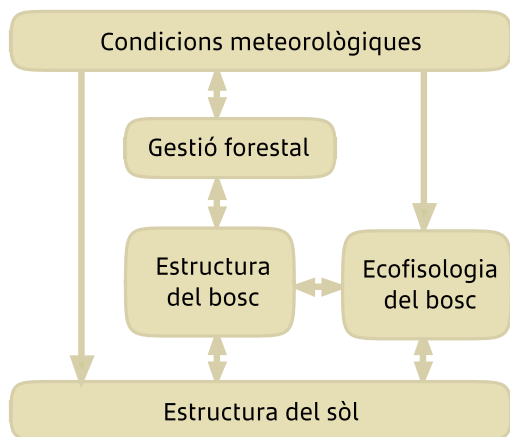 Condicions meteorològiques
Gestió forestal
Estructura
del bosc
Ecofisologia
del bosc
Estructura del sòl